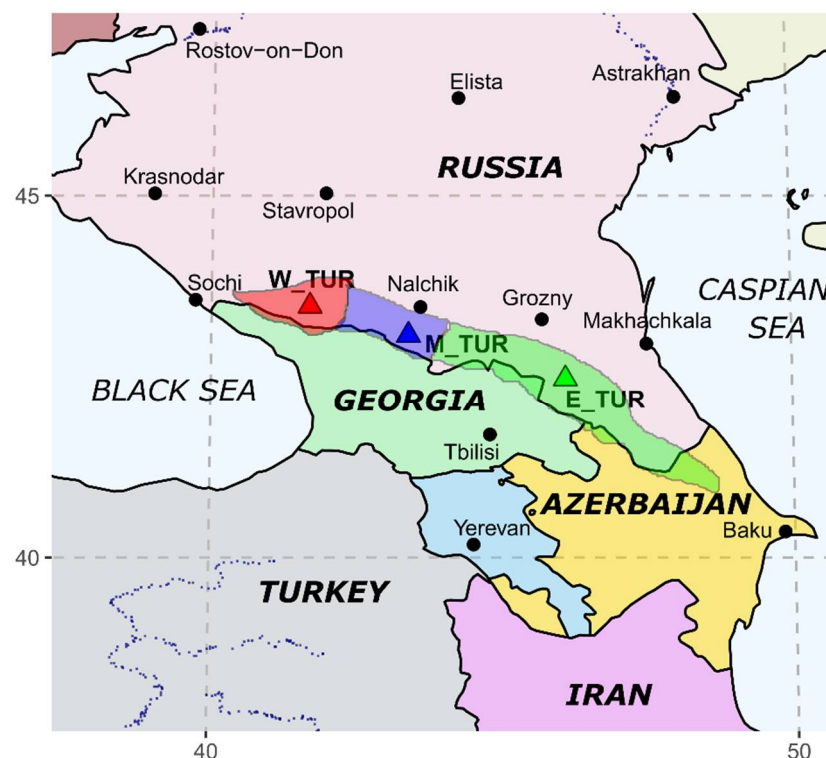 Rostov−on−Don
Elista
Astrakhan
RUSSIA
Krasnodar
45
Stavropol
Sochi
W_TUR
Nalchik
Grozny
CASPIAN
SEA
Makhachkala
M_TUR
BLACK SEA
GEORGIA
E_TUR
Tbilisi
AZERBAIJAN
Yerevan
Baku
40
TURKEY
IRAN
40
50